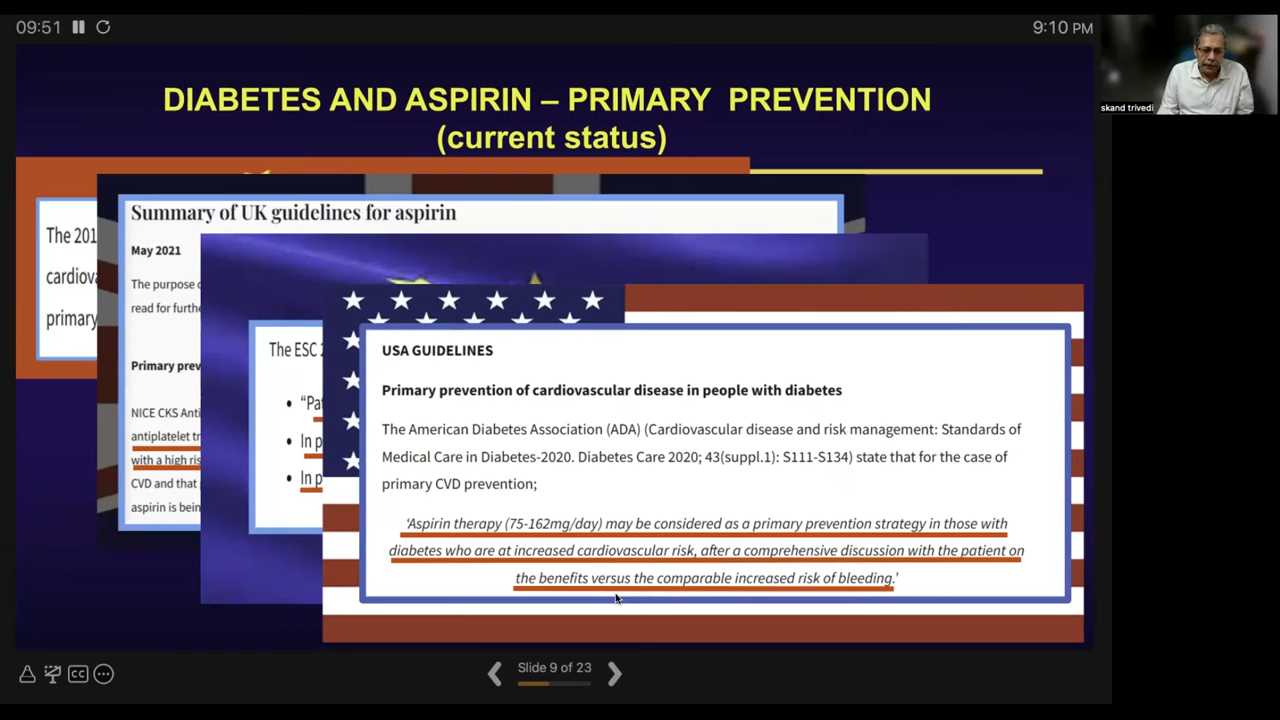 09:51
9:10 PM
skand trivedi
DIABETES AND ASPIRIN – PRIMARY PREVENTION
(current status)
The 201
cardiova
primary
Summary of UK guidelines for aspirin
May 2021
The purpose
read for furthe
Primary prev
NICE CKS Anti
antiplatelet tr
with a high ris
CVD and that
aspirin is bein
The ESC 2
• “Pat
• In p
• In p
USA GUIDELINES
Primary prevention of cardiovascular disease in people with diabetes
The American Diabetes Association (ADA) (Cardiovascular disease and risk management: Standards of
Medical Care in Diabetes-2020. Diabetes Care 2020; 43(suppl.1): S111-S134) state that for the case of
primary CVD prevention;
‘Aspirin therapy (75-162mg/day) may be considered as a primary prevention strategy in those with
diabetes who are at increased cardiovascular risk, after a comprehensive discussion with the patient on
the benefits versus the comparable increased risk of bleeding.’
CC
Slide 9 of 23